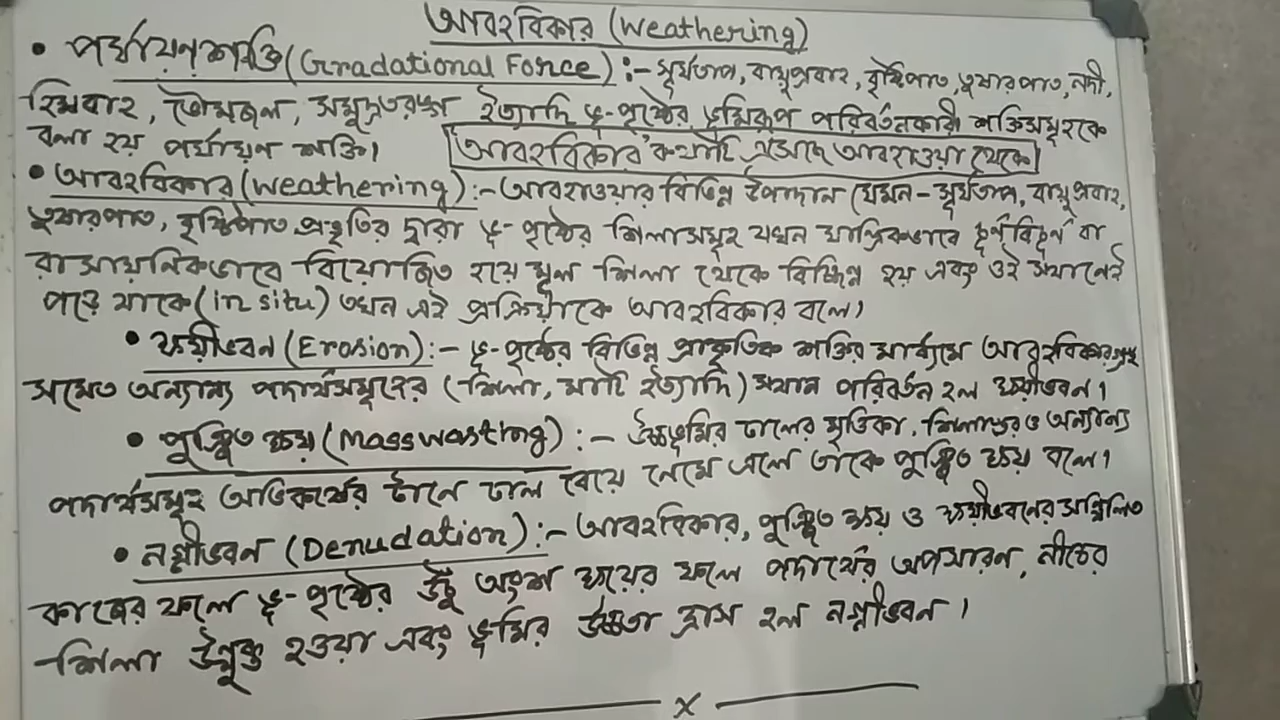 আবহবিকার (Weathering)
• পর্যায়ণ শক্তি (Gradational Force) :- সূর্যতাপ, বায়ুপ্রবাহ, বৃষ্টিপাত, তুষারপাত, নদী,
হিমবাহ, ভৌমজল, সমুদ্রতরঙ্গ ইত্যাদি ভূ-পৃষ্ঠের ভূমিরূপ পরিবর্তনকারী শক্তিসমূহকে
বলা হয় পর্যায়ণ শক্তি। 'আবহবিকার' কথাটি এসেছে আবহাওয়া থেকে
• আবহবিকার (Weathering) :- আবহাওয়ার বিভিন্ন উপাদান যেমন - সূর্যতাপ, বায়ুপ্রবাহ,
তুষারপাত, বৃষ্টিপাত প্রভৃতির দ্বারা ভূ-পৃষ্ঠের শিলাসমূহ যখন যান্ত্রিকভাবে চূর্ণবিচূর্ণ বা
রাসায়নিকভাবে বিয়োজিত হয়ে মূল শিলা থেকে বিচ্ছিন্ন হয় এবং ওই স্থানেই
পড়ে থাকে (in situ) তখন এই প্রক্রিয়াকে আবহবিকার বলে।
• ক্ষয়ীভবন (Erosion) :- ভূ-পৃষ্ঠের বিভিন্ন প্রাকৃতিক শক্তির মাধ্যমে আবহবিকারগ্রস্থ
সমেত অন্যান্য পদার্থসমূহের (শিলা, মাটি ইত্যাদি) স্থান পরিবর্তন হল ক্ষয়ীভবন।
• পুঞ্জিত ক্ষয় (Mass wasting) :- উচ্চভূমির ঢালের মৃত্তিকা, শিলাস্তর ও অন্যান্য
পদার্থসমূহ অভিকর্ষের টানে ঢাল বেয়ে নেমে এলে তাকে পুঞ্জিত ক্ষয় বলে।
• নগ্নীভবন (Denudation) :- আবহবিকার, পুঞ্জিত ক্ষয় ও ক্ষয়ীভবনের সম্মিলিত
কাজের ফলে ভূ-পৃষ্ঠের উঁচু অংশ ক্ষয়ের ফলে পদার্থের অপসারন, নীচের
শিলা উন্মুক্ত হওয়া এবং ভূমির উচ্চতা হ্রাস হল নগ্নীভবন।
x